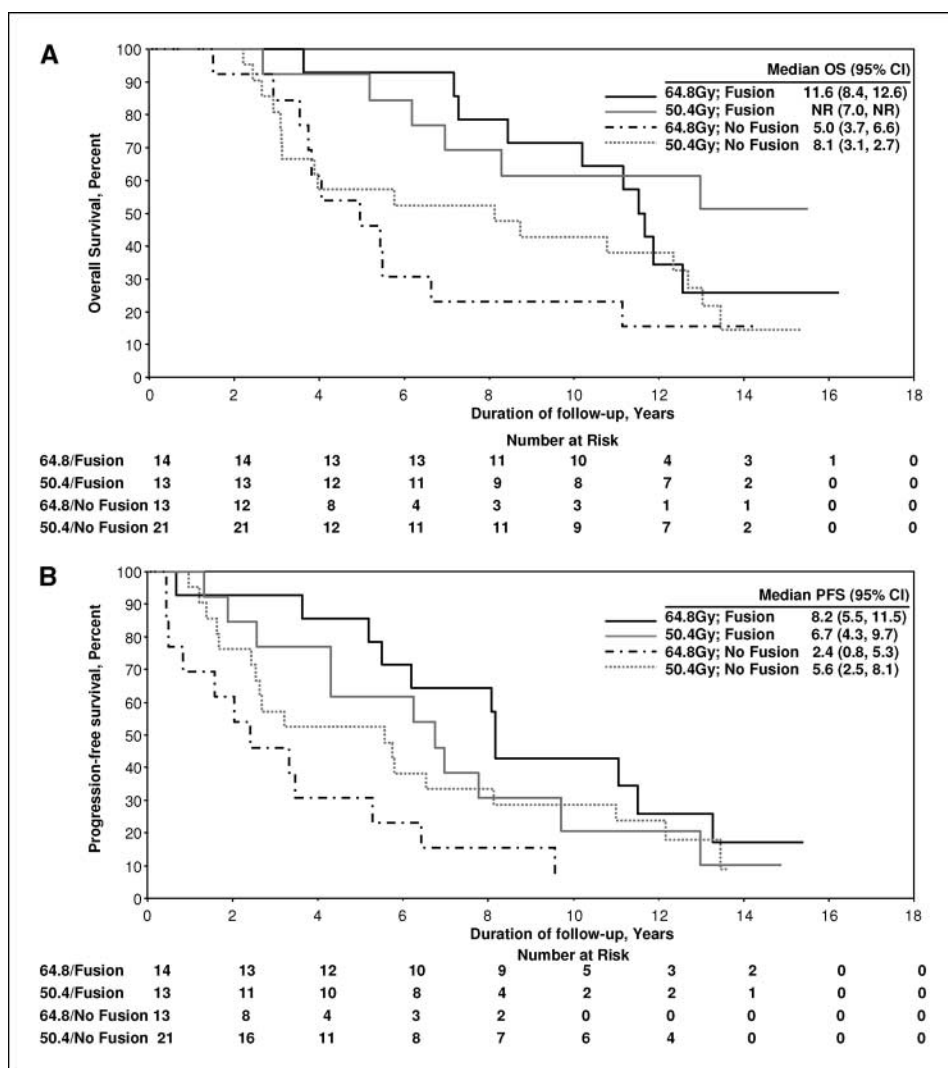 A
Overall Survival, Percent
100
90
80
70
60
50
40
30
20
10
0
Median OS (95% CI)
64.8Gy; Fusion 11.6 (8.4, 12.6)
50.4Gy, Fusion NR (7.0, NR)
64.8Gy; No Fusion 5.0 (3.7, 6.6)
50.4Gy; No Fusion 8.1 (3.1, 2.7)
0 2 4 6 8 10 12 14 16 18
Duration of follow-up, Years
Number at Risk
64.8/Fusion 14 14 13 13 11 10 4 3 1 0
50.4/Fusion 13 13 12 11 9 8 7 2 0 0
64.8/No Fusion 13 12 8 4 3 3 1 1 0 0
50.4/No Fusion 21 21 12 11 11 9 7 2 0 0
B
Progression-free survival, Percent
100
90
80
70
60
50
40
30
20
10
0
Median PFS (95% CI)
64.8Gy; Fusion 8.2 (5.5, 11.5)
50.4Gy; Fusion 6.7 (4.3, 9.7)
64.8Gy; No Fusion 2.4 (0.8, 5.3)
50.4Gy; No Fusion 5.6 (2.5, 8.1)
0 2 4 6 8 10 12 14 16 18
Duration of follow-up, Years
Number at Risk
64.8/Fusion 14 13 12 10 9 5 3 2 0 0
50.4/Fusion 13 11 10 8 4 2 2 1 0 0
64.8/No Fusion 13 8 4 3 2 0 0 0 0 0
50.4/No Fusion 21 16 11 8 7 6 4 0 0 0